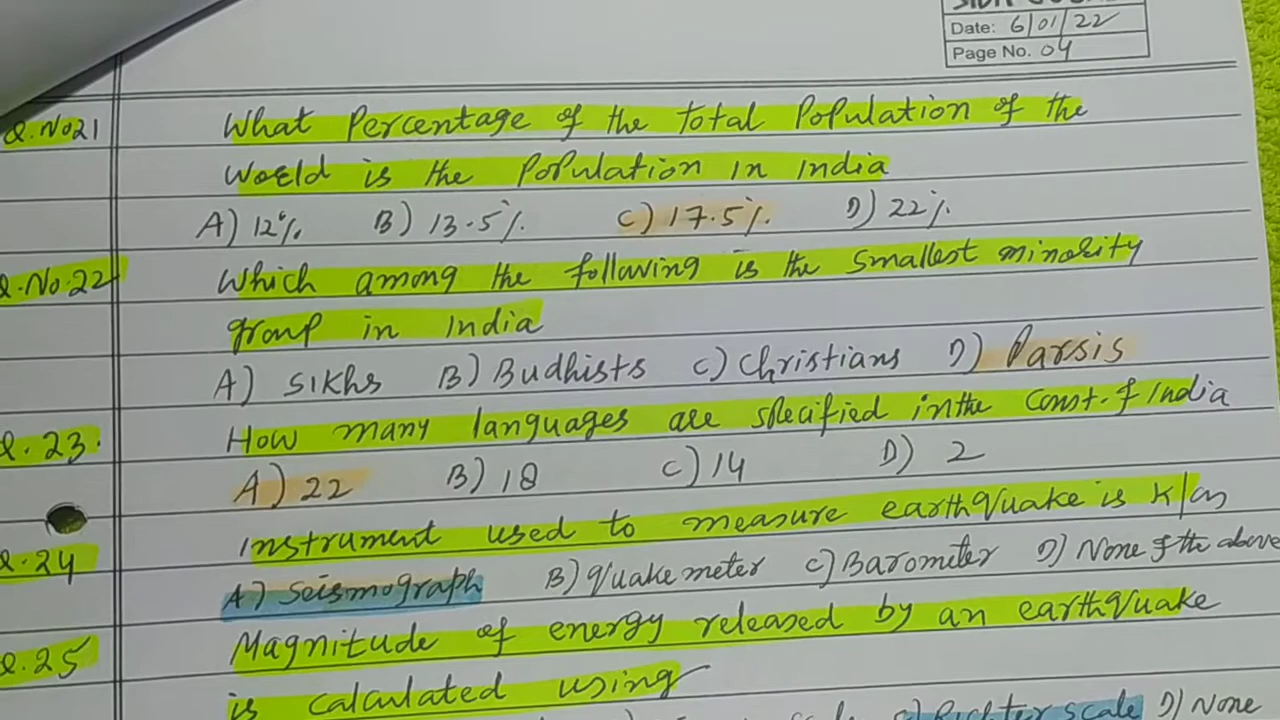 Date: 6/01/22
Page No. 04
Q.No21 What Percentage of the total Population of the
World is the Population in India
A) 12% B) 13.5% C) 17.5% D) 22%
Q.No.22 Which among the following is the smallest minority
group in India
A) Sikhs B) Budhists C) Christians D) Parsis
Q.23. How many languages are specified in the Const. of India
A) 22 B) 18 C) 14 D) 2
Q.24 Instrument used to measure earthquake is K/as
A) Seismograph B) quake meter C) Barometer D) None of the above
Q.25 Magnitude of energy released by an earthquake
is calculated using
C) Richter scale D) None